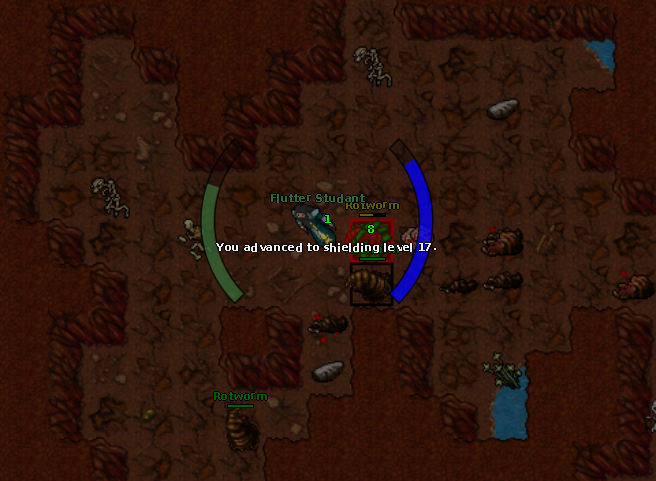 Flutter Studant
Rotworm
1
8
You advanced to shielding level 17.
Rotworm